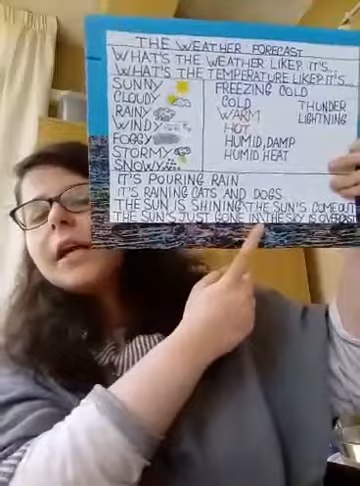 THE WEATHER FORECAST
WHAT'S THE WEATHER LIKE? IT'S...
WHAT'S THE TEMPERATURE LIKE? IT'S...
SUNNY
CLOUDY
RAINY
WINDY
FOGGY
STORMY
SNOWY
FREEZING COLD
COLD
WARM
HOT
HUMID, DAMP
HUMID HEAT
THUNDER
LIGHTNING
IT'S POURING RAIN
IT'S RAINING CATS AND DOGS
THE SUN IS SHINING THE SUN'S COME OUT
THE SUN'S JUST GONE IN THE SKY IS